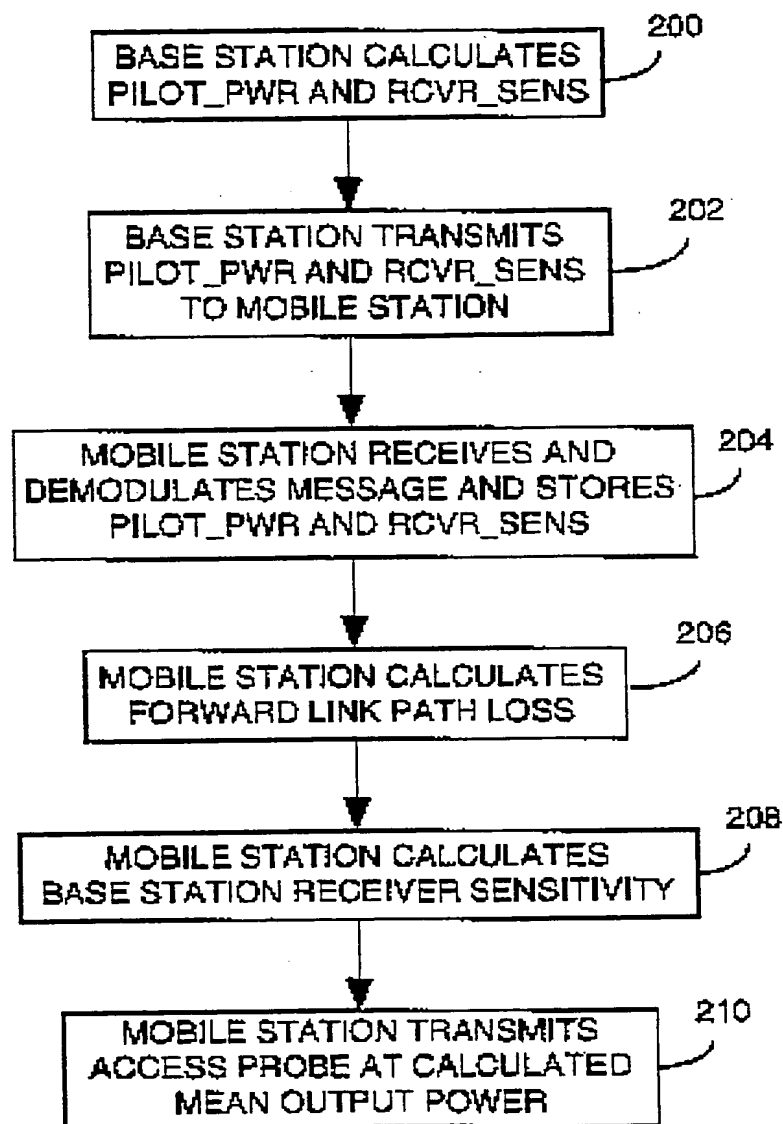 BASE STATION CALCULATES
PILOT_PWR AND RCVR_SENS
200
BASE STATION TRANSMITS
PILOT_PWR AND RCVR_SENS
TO MOBILE STATION
202
MOBILE STATION RECEIVES AND
DEMODULATES MESSAGE AND STORES
PILOT_PWR AND RCVR_SENS
204
MOBILE STATION CALCULATES
FORWARD LINK PATH LOSS
206
MOBILE STATION CALCULATES
BASE STATION RECEIVER SENSITIVITY
208
MOBILE STATION TRANSMITS
ACCESS PROBE AT CALCULATED
MEAN OUTPUT POWER
210